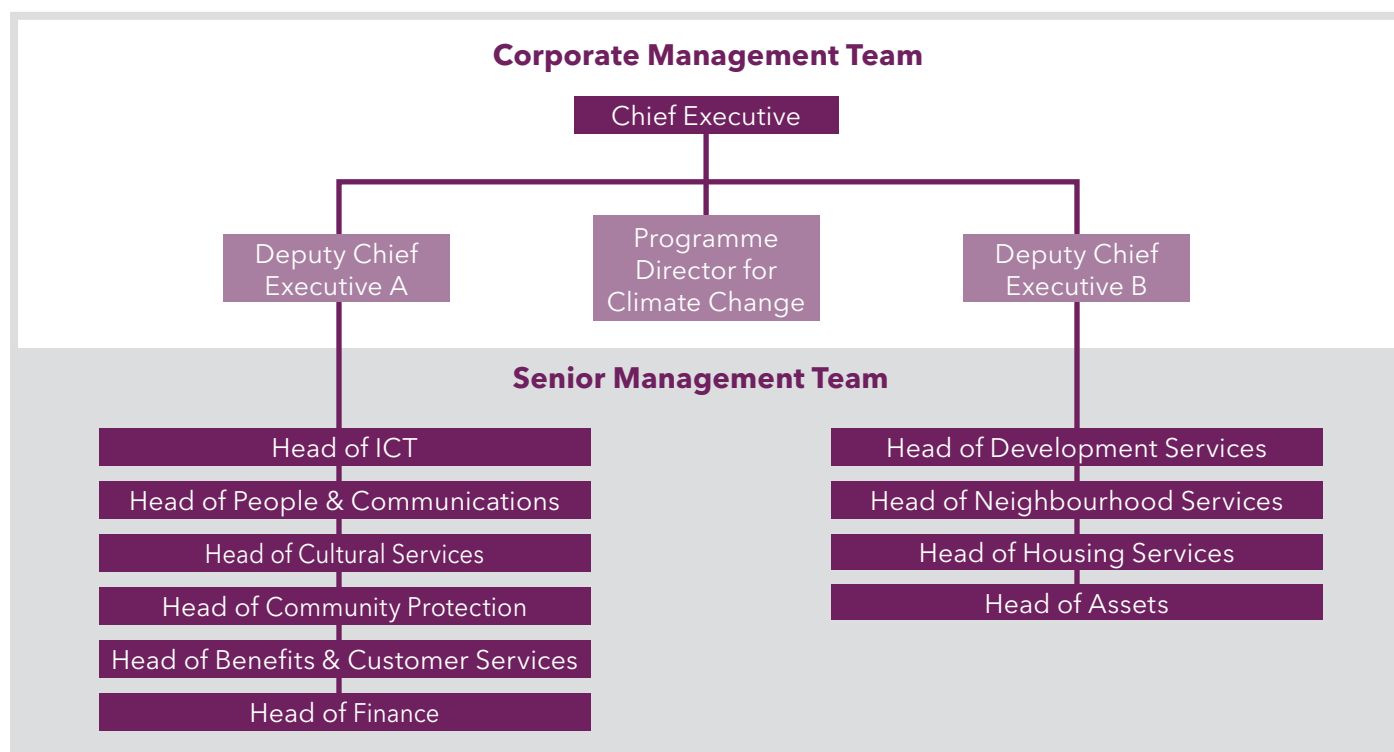 Corporate Management Team
Chief Executive
Deputy Chief
Executive A
Programme
Director for
Climate Change
Deputy Chief
Executive B
Senior Management Team
Head of ICT
Head of People & Communications
Head of Cultural Services
Head of Community Protection
Head of Benefits & Customer Services
Head of Finance
Head of Development Services
Head of Neighbourhood Services
Head of Housing Services
Head of Assets